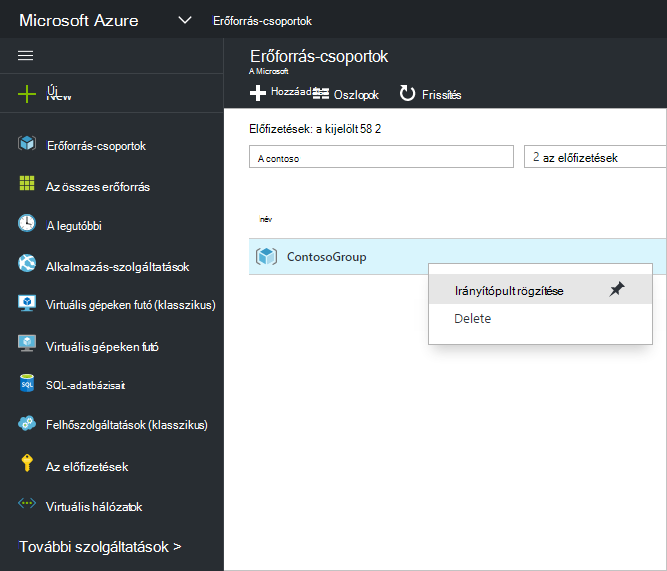 Microsoft Azure Erőforrás-csoportok
Erőforrás-csoportok
A Microsoft
Hozzáadás Oszlopok Frissítés
Előfizetések: a kijelölt 58 2
A contoso 2 az előfizetések
név
ContosoGroup
Irányítópult rögzítése
Delete
Új
New
Erőforrás-csoportok
Az összes erőforrás
A legutóbbi
Alkalmazás-szolgáltatások
Virtuális gépeken futó (klasszikus)
Virtuális gépeken futó
SQL-adatbázisait
Felhőszolgáltatások (klasszikus)
Az előfizetések
Virtuális hálózatok
További szolgáltatások >